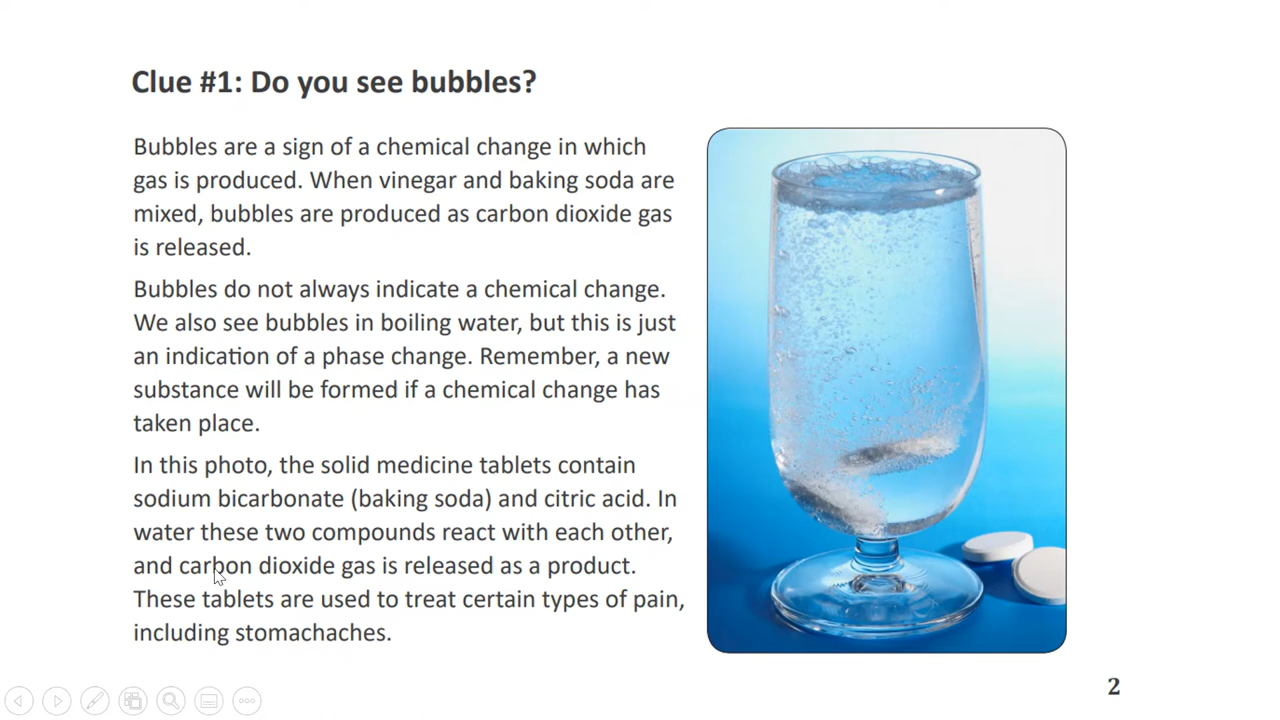 Clue #1: Do you see bubbles?
Bubbles are a sign of a chemical change in which
gas is produced. When vinegar and baking soda are
mixed, bubbles are produced as carbon dioxide gas
is released.
Bubbles do not always indicate a chemical change.
We also see bubbles in boiling water, but this is just
an indication of a phase change. Remember, a new
substance will be formed if a chemical change has
taken place.
In this photo, the solid medicine tablets contain
sodium bicarbonate (baking soda) and citric acid. In
water these two compounds react with each other,
and carbon dioxide gas is released as a product.
These tablets are used to treat certain types of pain,
including stomachaches.
2